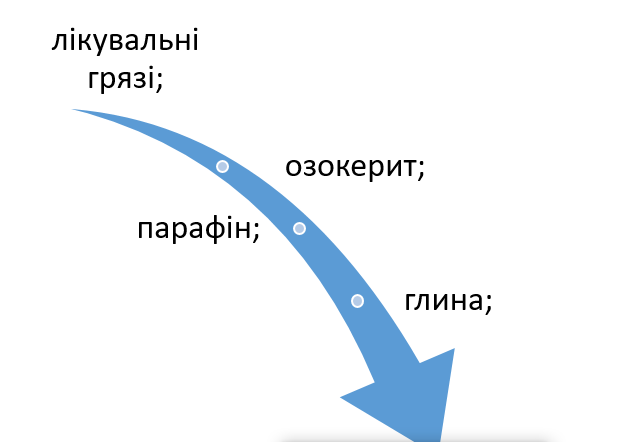 лікувальні
грязі;
озокерит;
парафін;
глина;